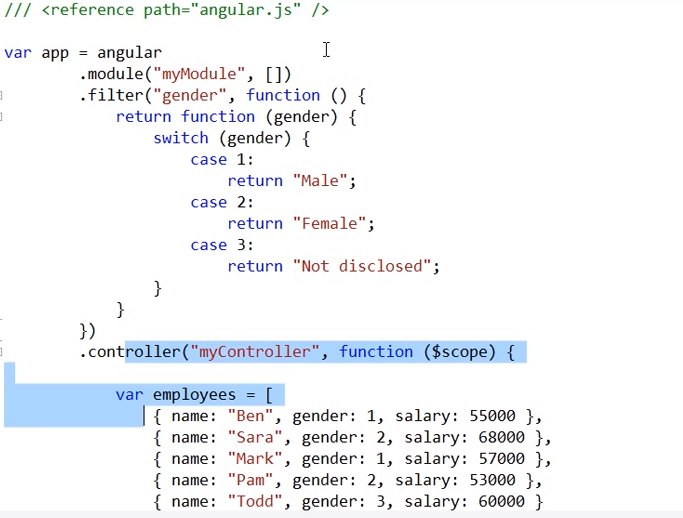 /// <reference path="angular.js" />
var app = angular
.module("myModule", [])
.filter("gender", function () {
return function (gender) {
switch (gender) {
case 1:
return "Male";
case 2:
return "Female";
case 3:
return "Not disclosed";
}
}
})
.controller("myController", function ($scope) {
var employees = [
{ name: "Ben", gender: 1, salary: 55000 },
{ name: "Sara", gender: 2, salary: 68000 },
{ name: "Mark", gender: 1, salary: 57000 },
{ name: "Pam", gender: 2, salary: 53000 },
{ name: "Todd", gender: 3, salary: 60000 }